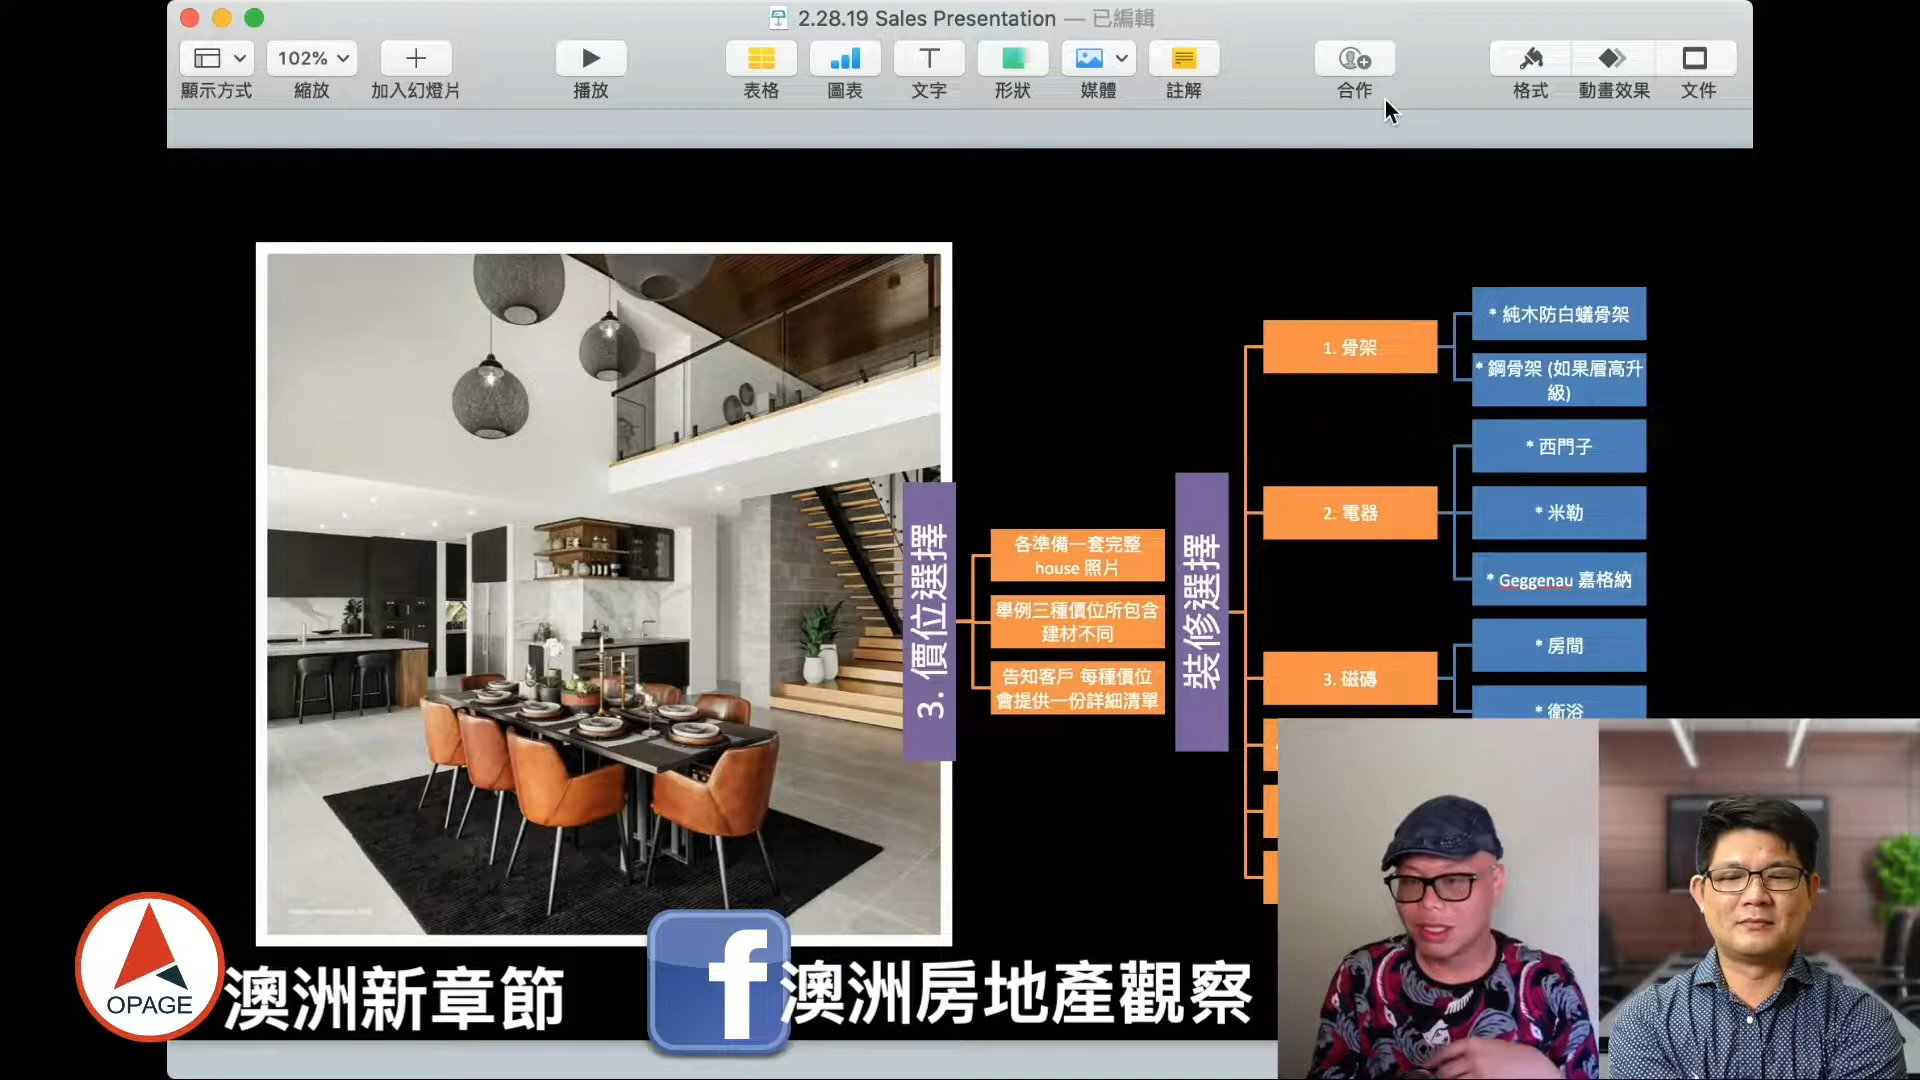 2.28.19 Sales Presentation — 已編輯
102%
顯示方式
縮放
加入幻燈片
播放
表格
圖表
文字
形狀
媒體
註解
合作
格式
動畫效果
文件
3. 價位選擇
各準備一套完整
house 照片
舉例三種價位所包含
建材不同
告知客戶 每種價位
會提供一份詳細清單
裝修選擇
1. 骨架
* 純木防白蟻骨架
* 鋼骨架 (如果層高升
級)
2. 電器
* 西門子
* 米勒
* Geggenau 嘉格納
3. 磁磚
* 房間
* 衛浴
OPAGE
澳洲新章節
f
澳洲房地產觀察